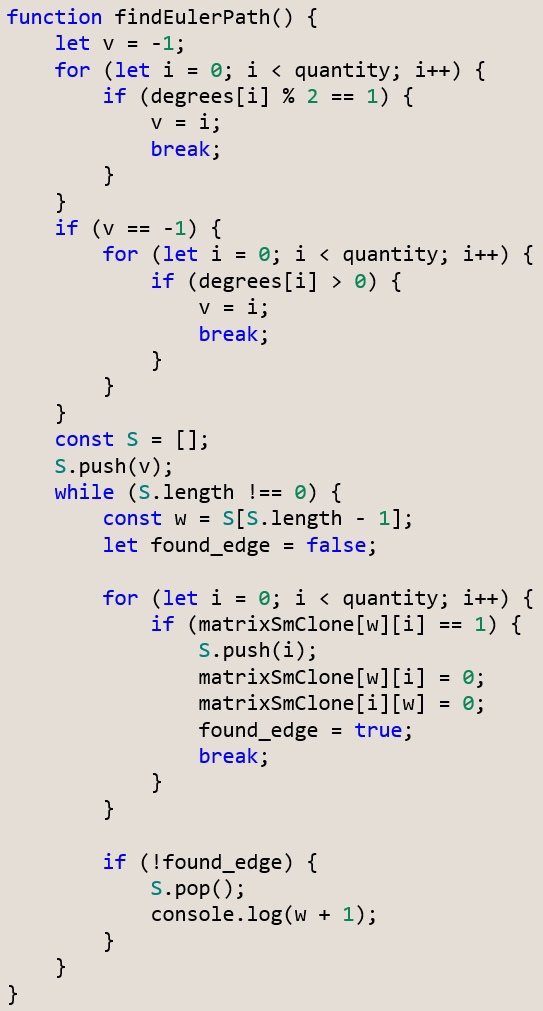 function findEulerPath() {
    let v = -1;
    for (let i = 0; i < quantity; i++) {
        if (degrees[i] % 2 == 1) {
            v = i;
            break;
        }
    }
    if (v == -1) {
        for (let i = 0; i < quantity; i++) {
            if (degrees[i] > 0) {
                v = i;
                break;
            }
        }
    }
    const S = [];
    S.push(v);
    while (S.length !== 0) {
        const w = S[S.length - 1];
        let found_edge = false;

        for (let i = 0; i < quantity; i++) {
            if (matrixSmClone[w][i] == 1) {
                S.push(i);
                matrixSmClone[w][i] = 0;
                matrixSmClone[i][w] = 0;
                found_edge = true;
                break;
            }
        }

        if (!found_edge) {
            S.pop();
            console.log(w + 1);
        }
    }
}